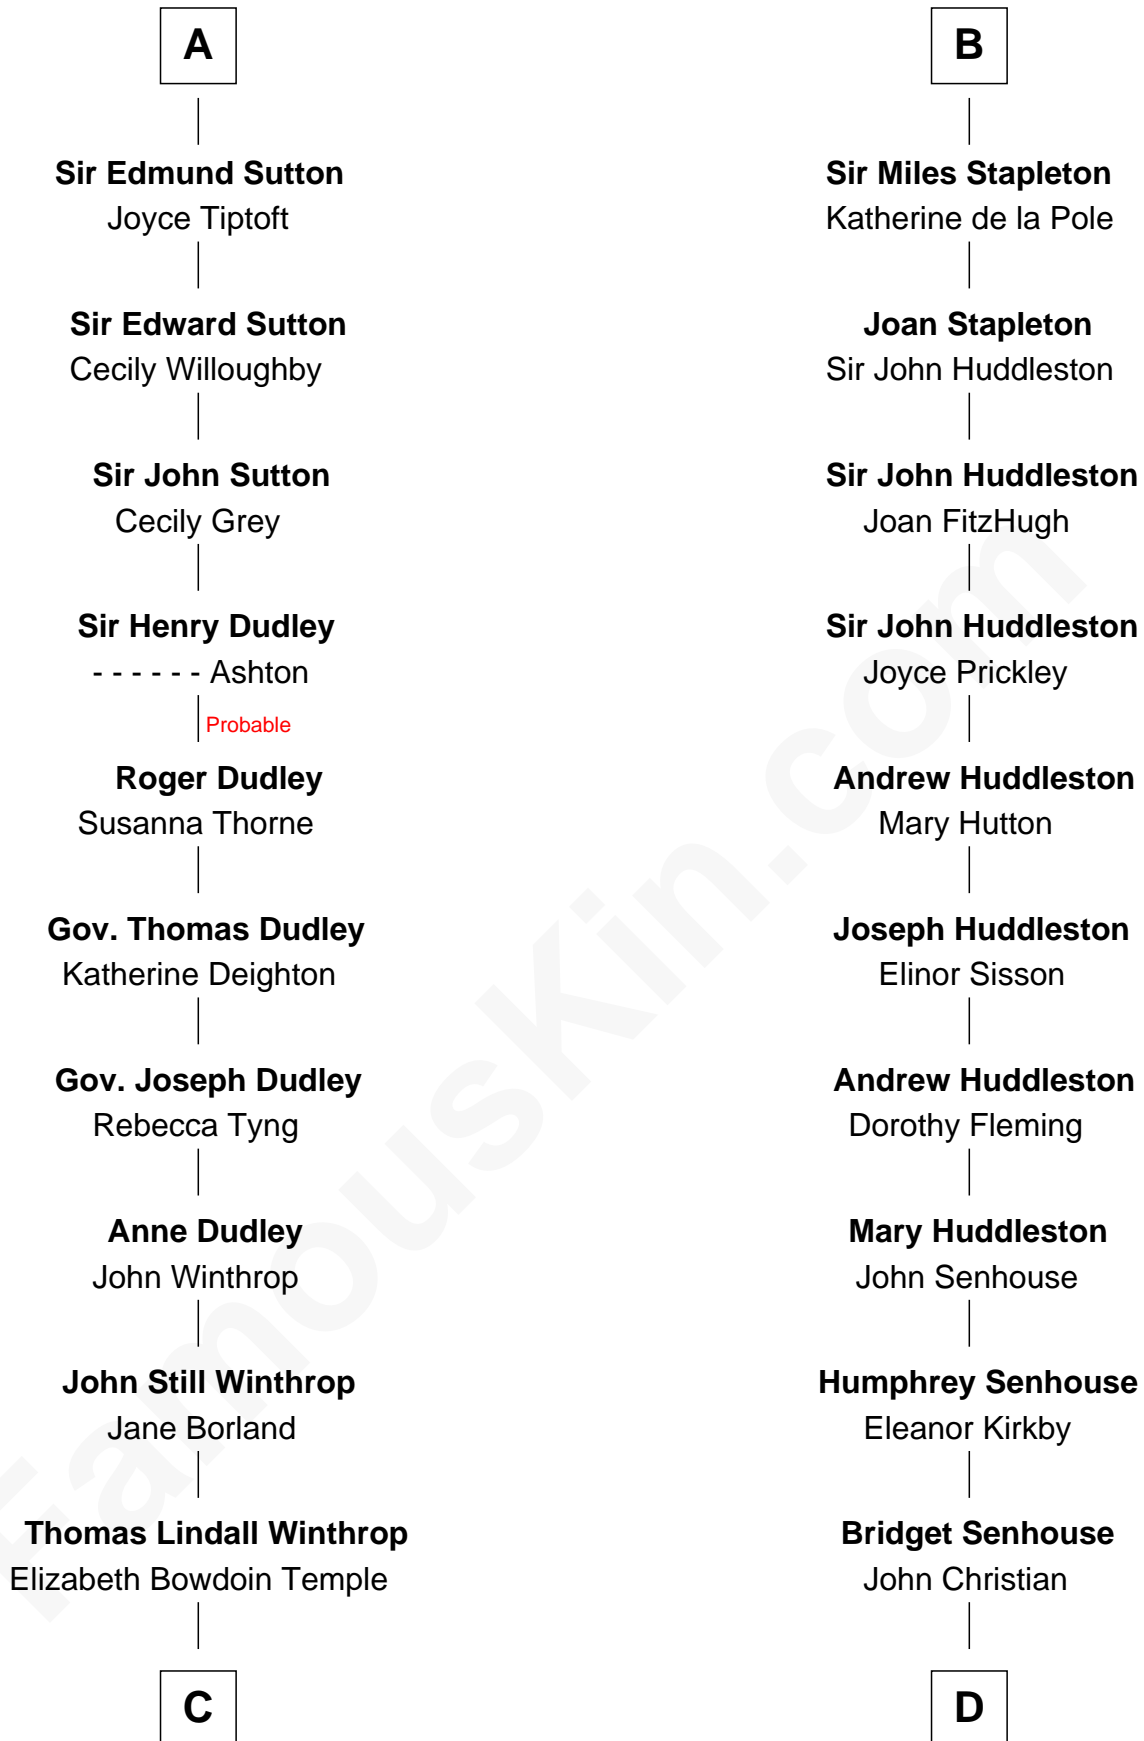 A
Sir Edmund Sutton
Joyce Tiptoft
Sir Edward Sutton
Cecily Willoughby
Sir John Sutton
Cecily Grey
Sir Henry Dudley
- - - - - - Ashton
Probable
Roger Dudley
Susanna Thorne
Gov. Thomas Dudley
Katherine Deighton
Gov. Joseph Dudley
Rebecca Tyng
Anne Dudley
John Winthrop
John Still Winthrop
Jane Borland
Thomas Lindall Winthrop
Elizabeth Bowdoin Temple
C
B
Sir Miles Stapleton
Katherine de la Pole
Joan Stapleton
Sir John Huddleston
Sir John Huddleston
Joan FitzHugh
Sir John Huddleston
Joyce Prickley
Andrew Huddleston
Mary Hutton
Joseph Huddleston
Elinor Sisson
Andrew Huddleston
Dorothy Fleming
Mary Huddleston
John Senhouse
Humphrey Senhouse
Eleanor Kirkby
Bridget Senhouse
John Christian
D
FamousKin.com